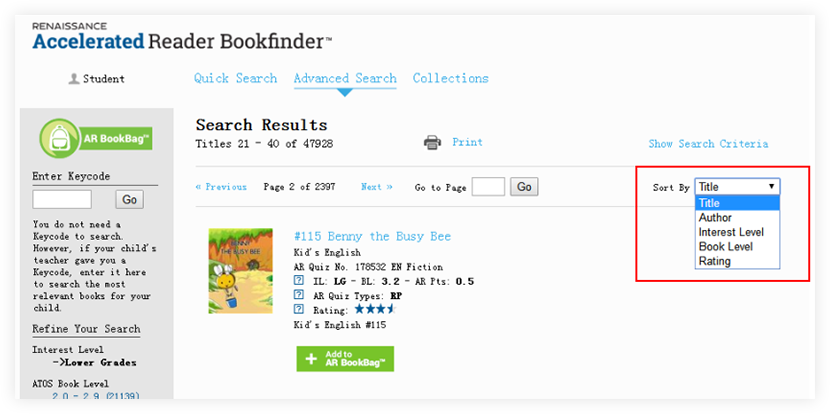 RENAISSANCE
Accelerated Reader Bookfinder™
Student
Quick Search Advanced Search Collections
AR BookBag™
Enter Keycode
Go
You do not need a
Keycode to search.
However, if your child's
teacher gave you a
Keycode, enter it here
to search the most
relevant books for your
child.
Refine Your Search
Interest Level
->Lower Grades
ATOS Book Level
2.0 - 2.9 (21139)
Search Results
Titles 21 - 40 of 47928
Print
Show Search Criteria
« Previous Page 2 of 2397 Next » Go to Page Go
Sort By Title
Title
Author
Interest Level
Book Level
Rating
BENNY
THE BUSY BEE
#115 Benny the Busy Bee
Kid's English
AR Quiz No. 178532 EN Fiction
? IL: LG - BL: 3.2 - AR Pts: 0.5
? AR Quiz Types: RP
? Rating:
Kid's English #115
+ Add to
AR BookBag™